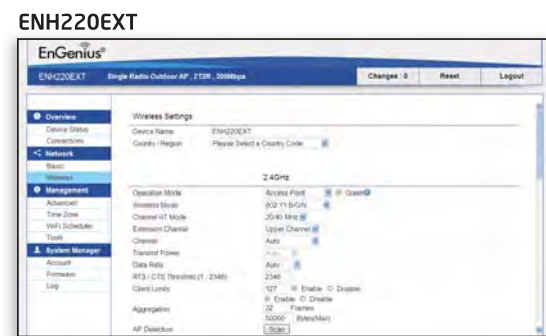 ENH220EXT
EnGenius®
ENH220EXT Single Radio Outdoor AP , 2T2R , 300Mbps Changes : 0 Reset Logout
Overview
Device Status
Connections
Network
Basic
Wireless
Management
Advanced
Time Zone
WiFi Scheduler
Tools
System Manager
Account
Firmware
Log
Wireless Settings
Device Name ENH220EXT
Country / Region Please Select a Country Code
2.4GHz
Operation Mode Access Point Green
Wireless Mode 802.11 B/G/N
Channel HT Mode 20/40 MHz
Extension Channel Upper Channel
Channel Auto
Transmit Power Auto
Data Rate Auto
RTS / CTS Threshold (1 - 2346) 2346
Client Limits 127 Enable Disable
Enable Disable
Aggregation 32 Frames
50000 Bytes(Max)
AP Detection Scan